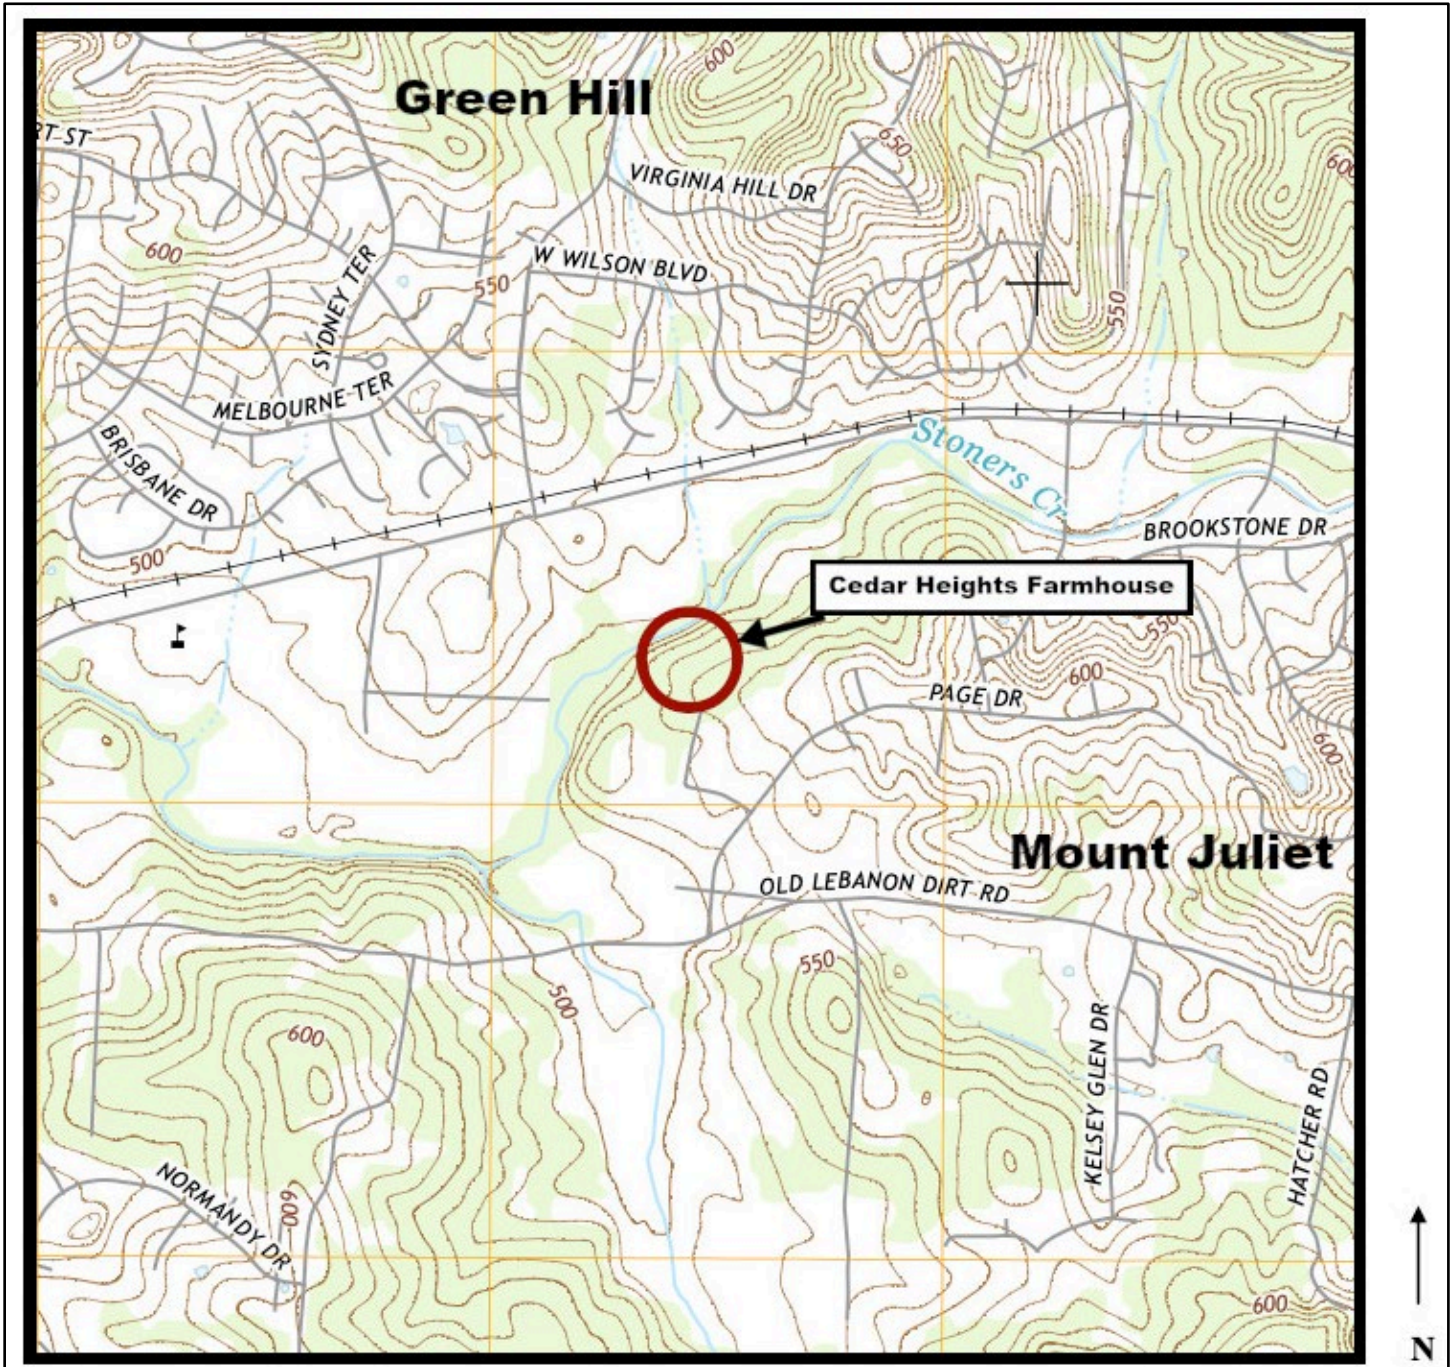 600
Green Hill
RT ST
650
600
VIRGINIA HILL DR
600
SYDNEY TER
W WILSON BLVD
550
550
MELBOURNE TER
BRISBANE DR
Stoners Cr
BROOKSTONE DR
500
Cedar Heights Farmhouse
550
600
PAGE DR
600
Mount Juliet
OLD LEBANON DIRT RD
550
500
600
KELSEY GLEN DR
HATCHER RD
NORMANDY DR
600
600
N